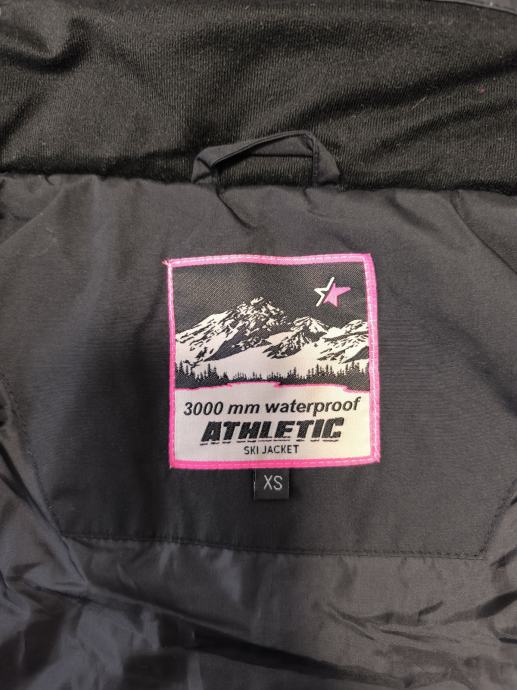 3000 mm waterproof
ATHLETIC
SKI JACKET
XS